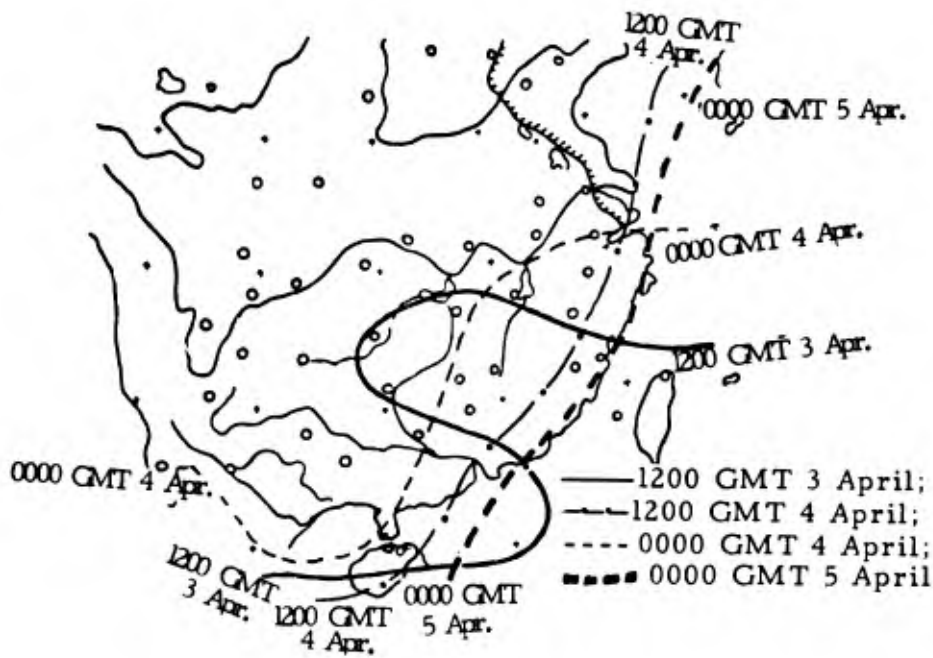 1200 GMT
4 Apr.
0000 GMT 5 Apr.
0000 GMT 4 Apr.
1200 GMT 3 Apr.
0000 GMT 4 Apr.
1200 GMT
3 Apr.
1200 GMT
4 Apr.
0000 GMT
5 Apr.
1200 GMT 3 April;
1200 GMT 4 April;
0000 GMT 4 April;
0000 GMT 5 April